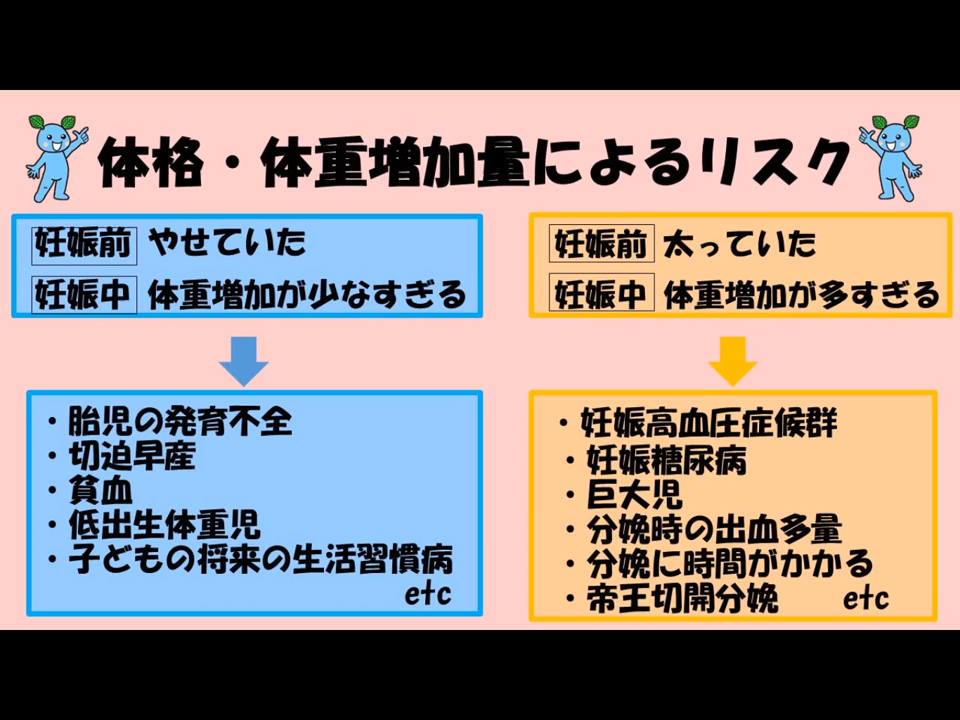 体格・体重増加量によるリスク
妊娠前 やせていた
妊娠中 体重増加が少なすぎる
・胎児の発育不全
・切迫早産
・貧血
・低出生体重児
・子どもの将来の生活習慣病
etc
妊娠前 太っていた
妊娠中 体重増加が多すぎる
・妊娠高血圧症候群
・妊娠糖尿病
・巨大児
・分娩時の出血多量
・分娩に時間がかかる
・帝王切開分娩 etc